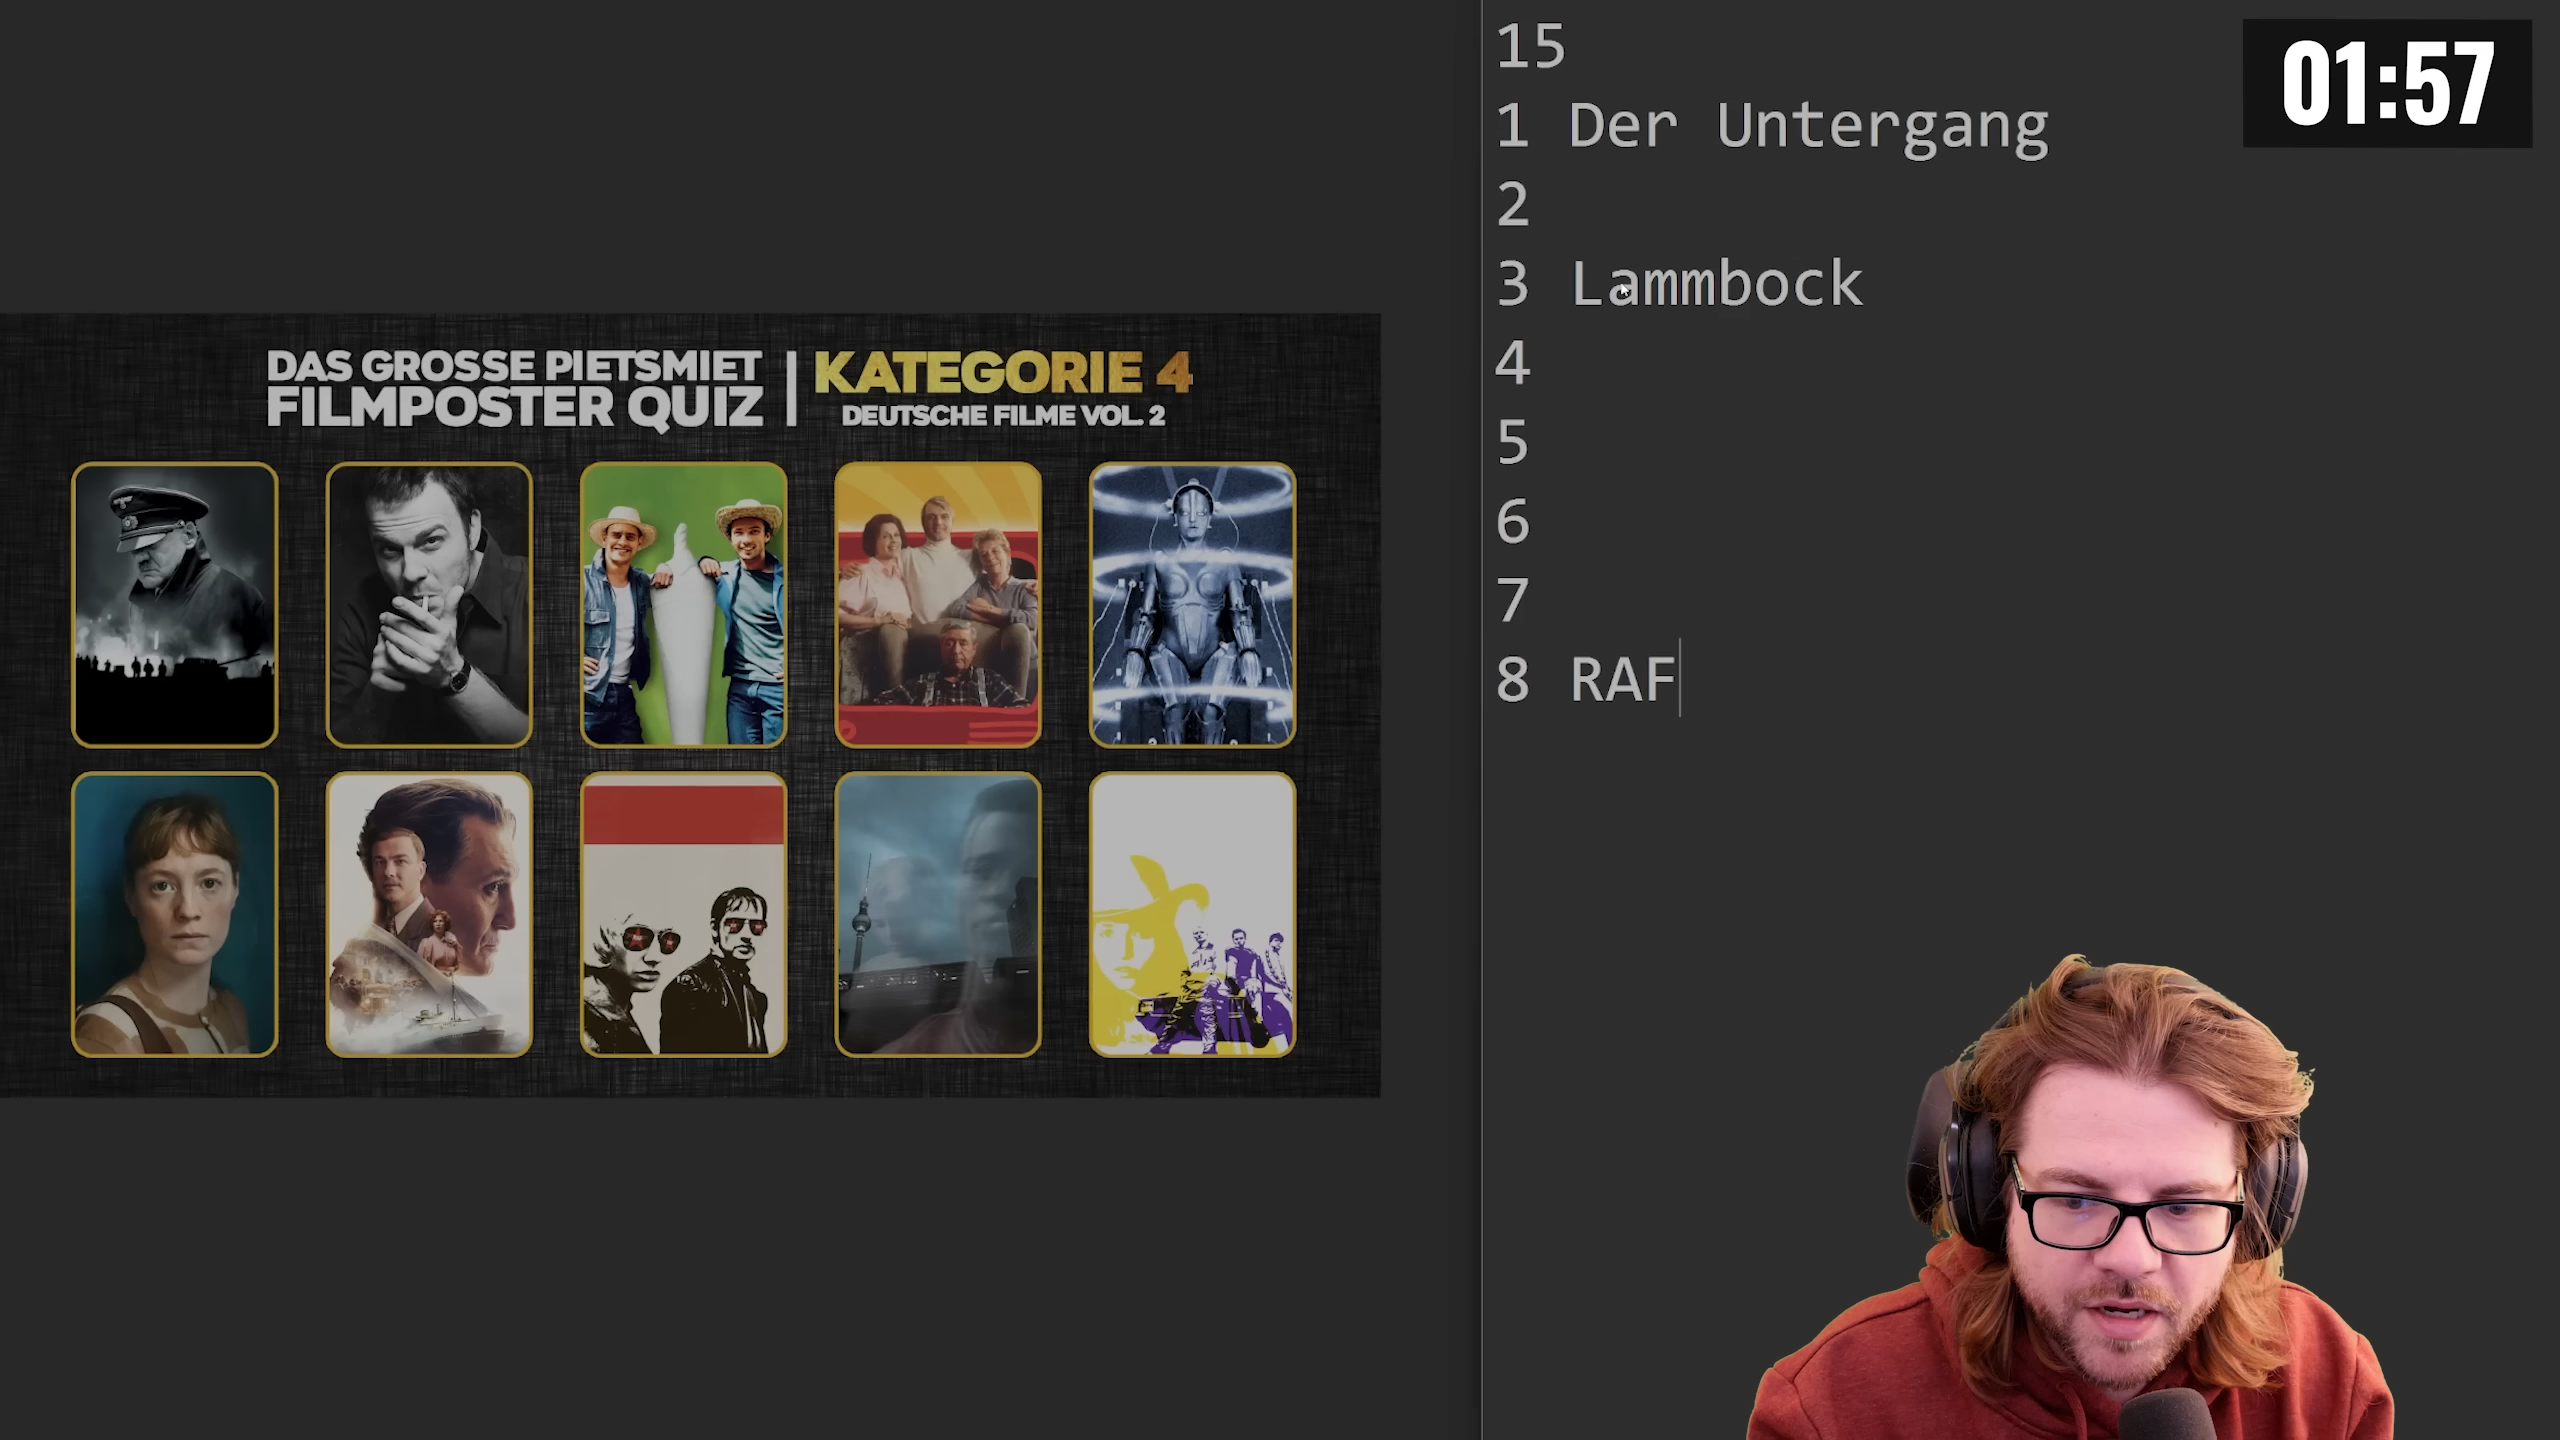 15
1 Der Untergang
2
3 Lammbock
4
5
6
7
8 RAF
01:57
DAS GROSSE PIETSMIET
FILMPOSTER QUIZ
KATEGORIE 4
DEUTSCHE FILME VOL. 2